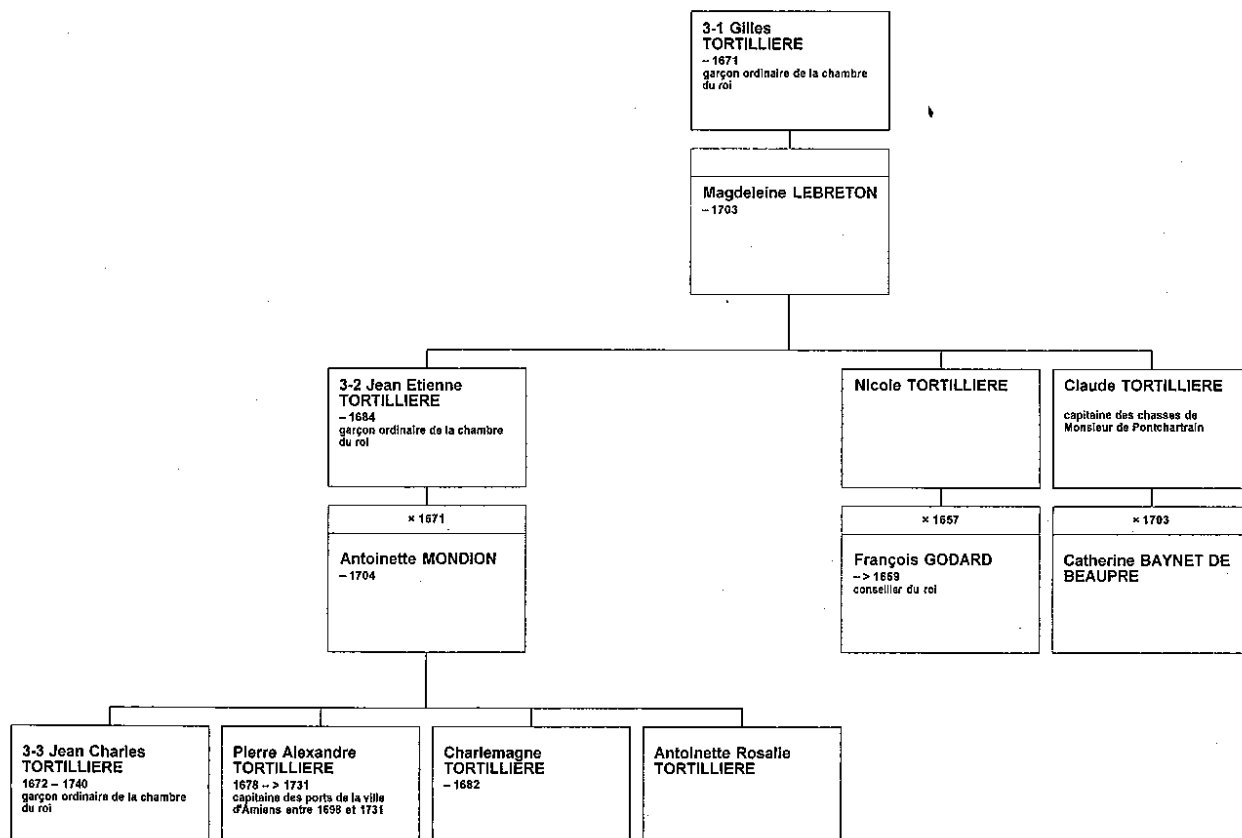 3-1 Gilles
TORTILLIERE
– 1671
garçon ordinaire de la chambre
du roi
Magdeleine LEBRETON
– 1703
3-2 Jean Etienne
TORTILLIERE
– 1684
garçon ordinaire de la chambre
du roi
× 1671
Antoinette MONDION
– 1704
Nicole TORTILLIERE
× 1657
François GODARD
– > 1669
conseiller du roi
Claude TORTILLIERE
capitaine des chasses de
Monsieur de Pontchartrain
× 1703
Catherine BAYNET DE
BEAUPRE
3-3 Jean Charles
TORTILLIERE
1672 – 1740
garçon ordinaire de la chambre
du roi
Pierre Alexandre
TORTILLIERE
1678 – > 1731
capitaine des ports de la ville
d'Amiens entre 1698 et 1731
Charlemagne
TORTILLIERE
– 1682
Antoinette Rosalie
TORTILLIERE